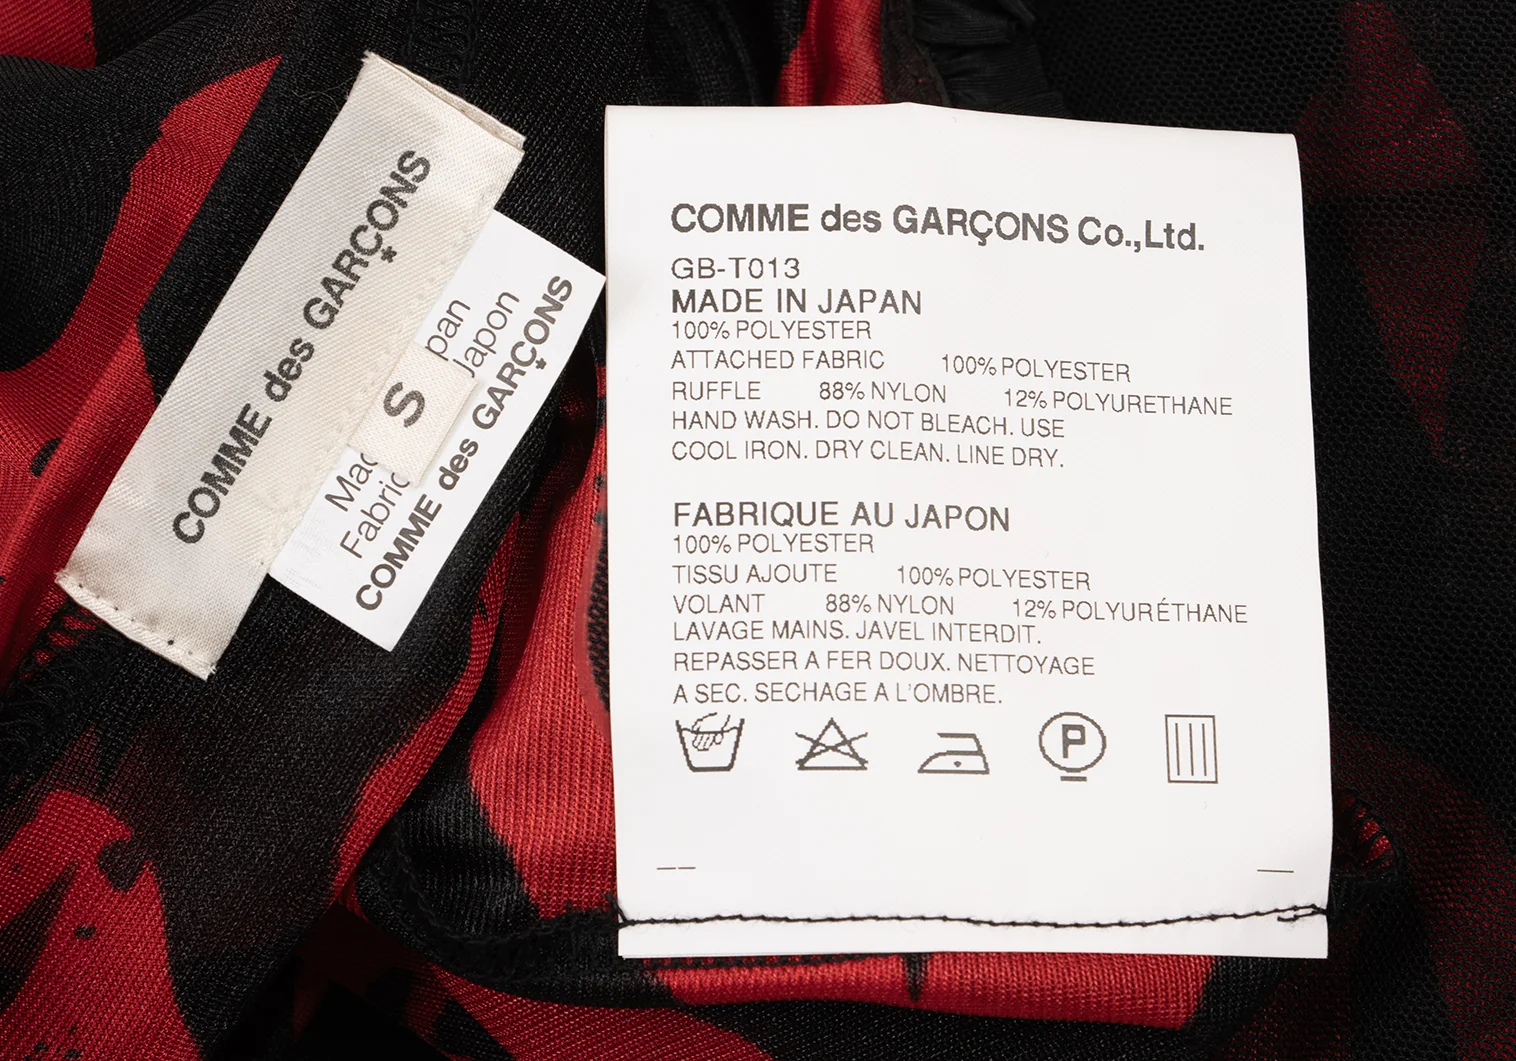 COMME des GARÇONS
S
pan
Japon
Mad
Fabric
COMME des GARÇONS
COMME des GARÇONS Co.,Ltd.
GB-T013
MADE IN JAPAN
100% POLYESTER
ATTACHED FABRIC 100% POLYESTER
RUFFLE 88% NYLON 12% POLYURETHANE
HAND WASH. DO NOT BLEACH. USE
COOL IRON. DRY CLEAN. LINE DRY.
FABRIQUE AU JAPON
100% POLYESTER
TISSU AJOUTE 100% POLYESTER
VOLANT 88% NYLON 12% POLYURÉTHANE
LAVAGE MAINS. JAVEL INTERDIT.
REPASSER A FER DOUX. NETTOYAGE
A SEC. SECHAGE A L'OMBRE.
P